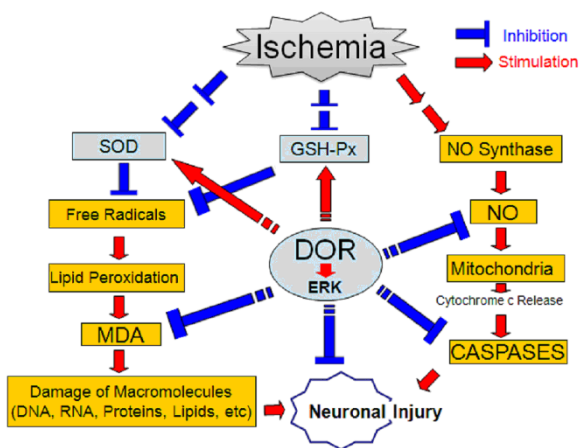 Ischemia
Inhibition
Stimulation
SOD
GSH-Px
NO Synthase
Free Radicals
NO
DOR
ERK
Lipid Peroxidation
Mitochondria
Cytochrome c Release
MDA
CASPASES
Damage of Macromolecules
(DNA, RNA, Proteins, Lipids, etc)
Neuronal Injury